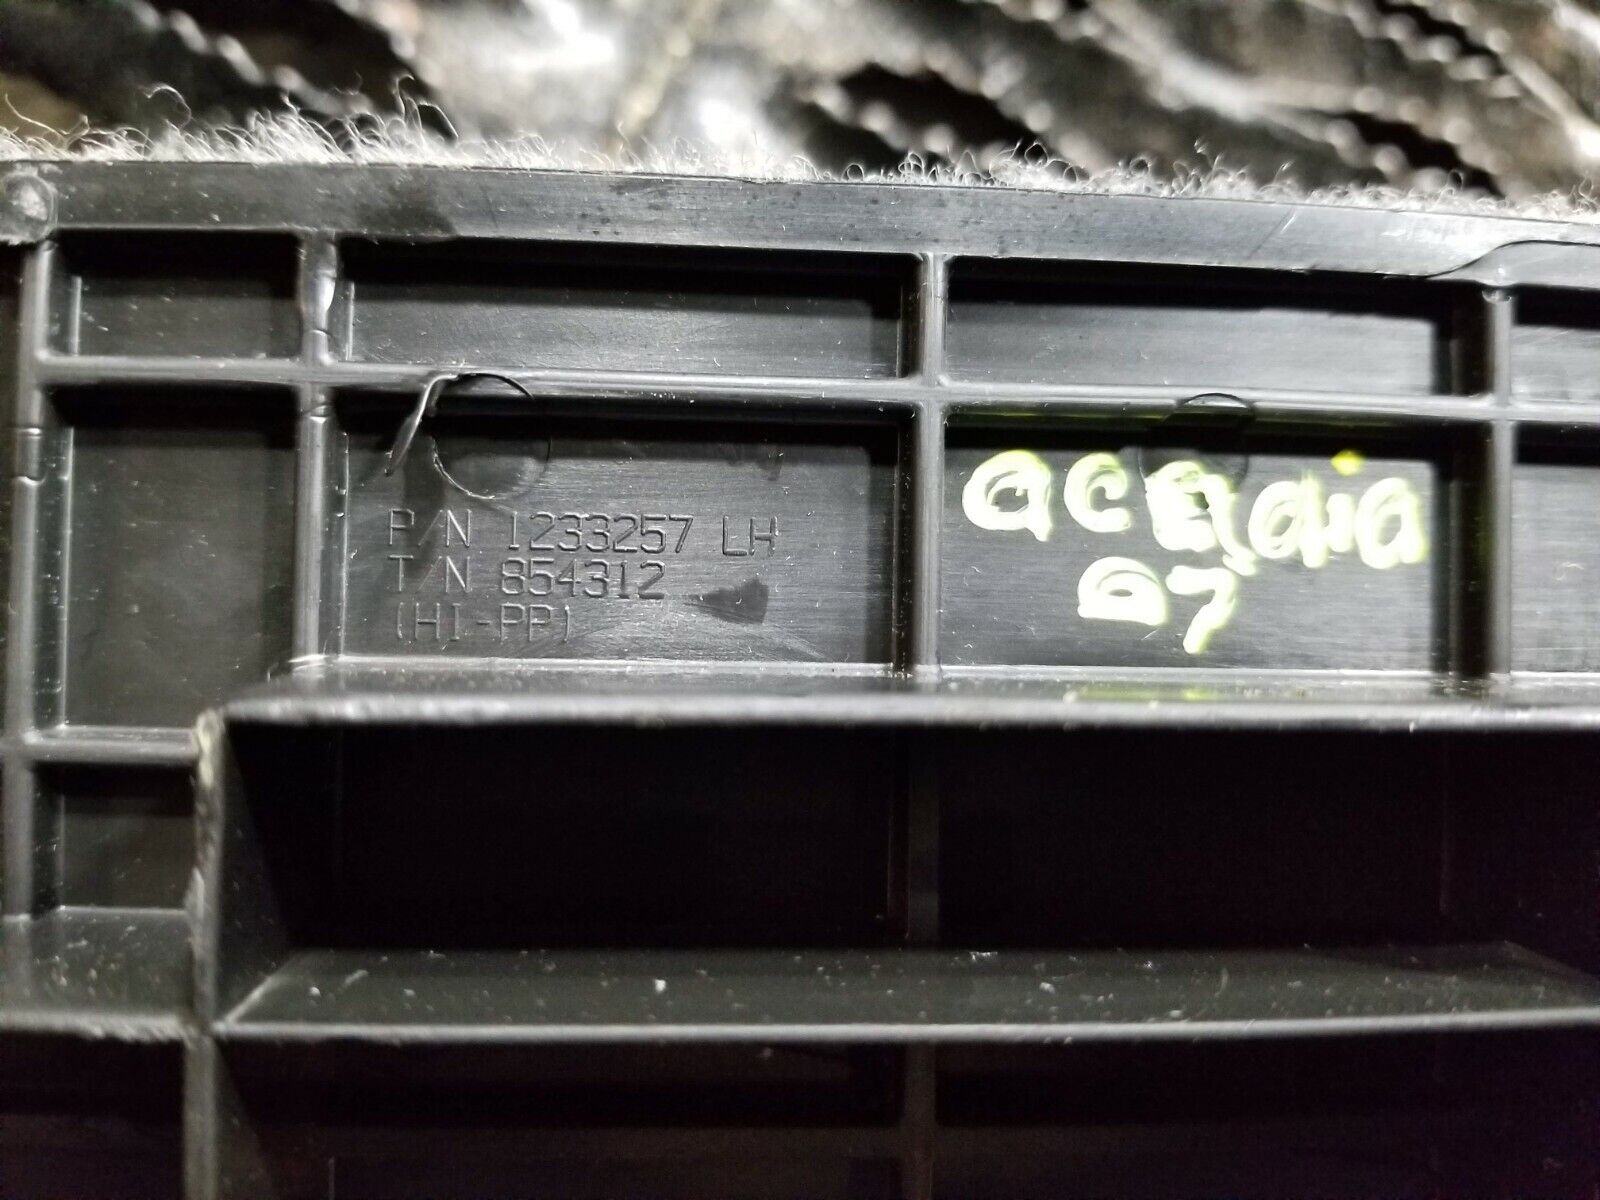 P/N 1233257 LH
T/N 854312
(HI-PP)
acadia
07